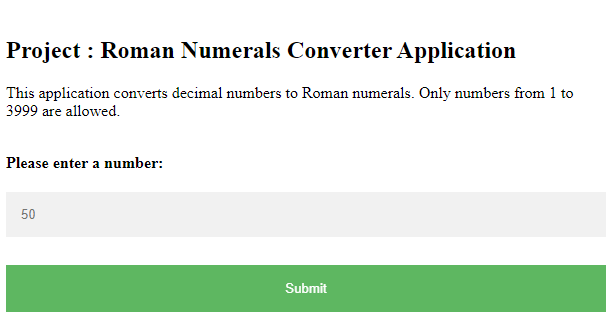 Project : Roman Numerals Converter Application
This application converts decimal numbers to Roman numerals. Only numbers from 1 to
3999 are allowed.
Please enter a number:
50
Submit